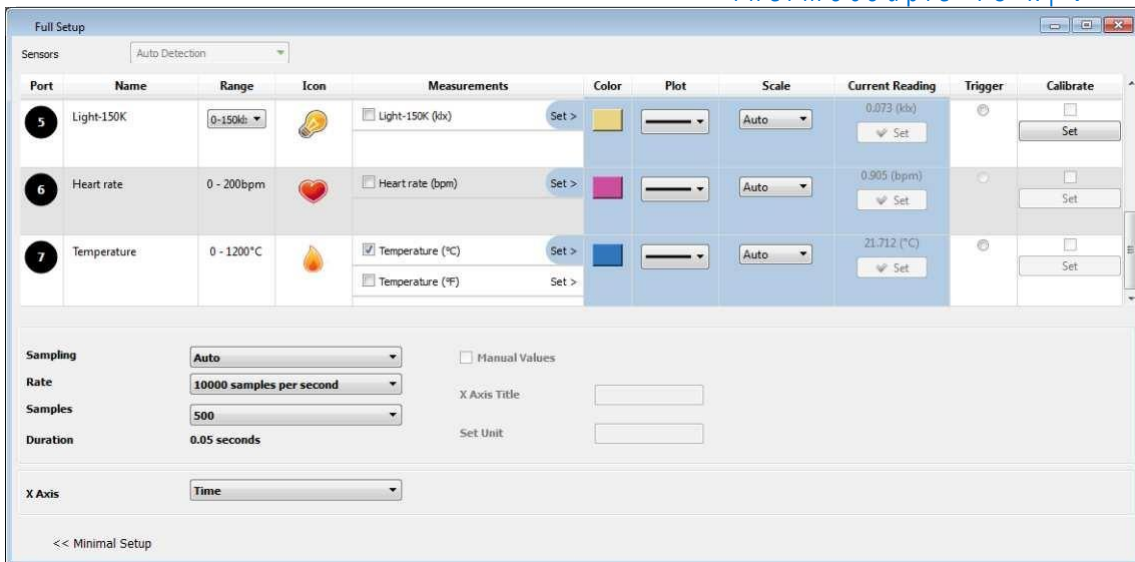 Full Setup
Sensors Auto Detection
Port Name Range Icon Measurements Color Plot Scale Current Reading Trigger Calibrate
5 Light-150K 0-150kl: Light-150K (klx) Set > Auto 0.073 (klx)
Set Set
6 Heart rate 0 - 200bpm Heart rate (bpm) Set > Auto 0.905 (bpm)
Set Set
7 Temperature 0 - 1200°C Temperature (°C) Set > Auto 21.712 (°C)
Set Set
Temperature (°F) Set >
Sampling Auto Manual Values
Rate 10000 samples per second
X Axis Title
Samples 500
Set Unit
Duration 0.05 seconds
X Axis Time
<< Minimal Setup